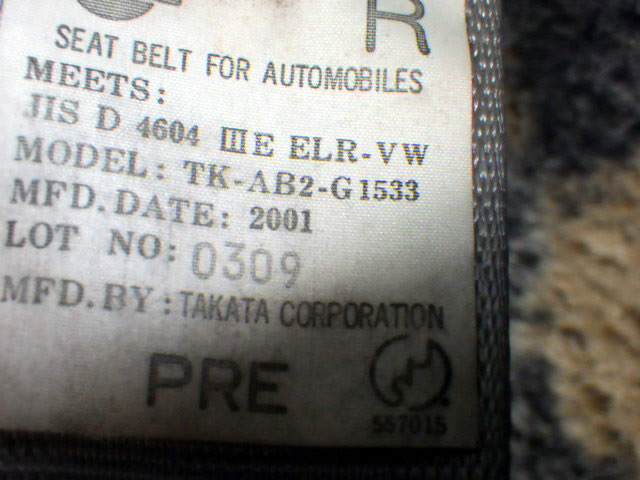 R
SEAT BELT FOR AUTOMOBILES
MEETS:
JIS D 4604 IIIE ELR-VW
MODEL: TK-AB2-G1533
MFD.DATE: 2001
LOT NO: 0309
MFD.BY: TAKATA CORPORATION
PRE
557015